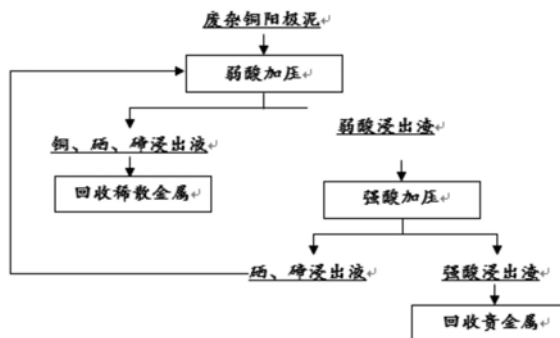 废杂铜阳极泥
弱酸加压
弱酸浸出渣
铜、硒、碲浸出液
回收稀散金属
强酸加压
硒、碲浸出液
强酸浸出渣
回收贵金属